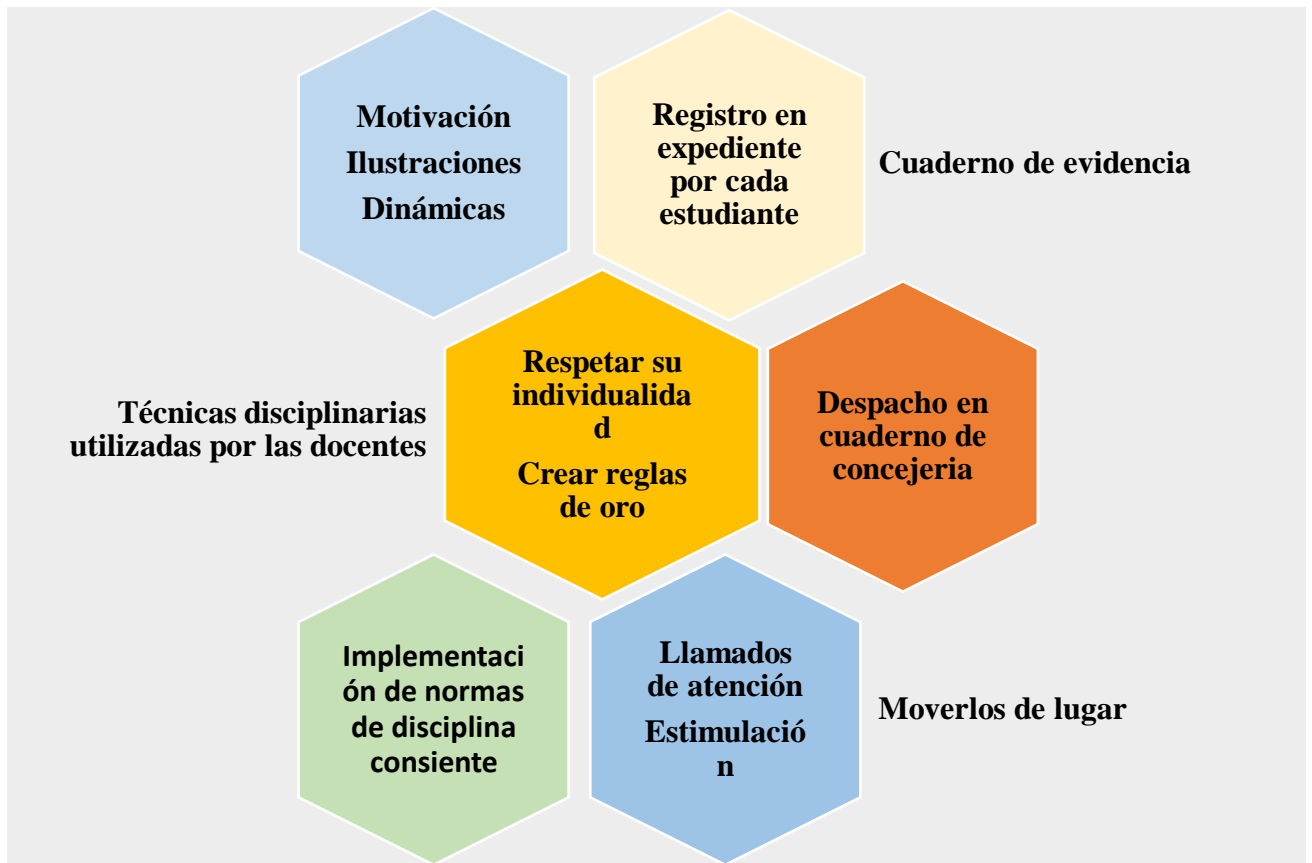 Motivación
Ilustraciones
Dinámicas
Registro en
expediente
por cada
estudiante
Cuaderno de evidencia
Técnicas disciplinarias
utilizadas por las docentes
Respetar su
individualida
d
Crear reglas
de oro
Despacho en
cuaderno de
concejeria
Implementaci
ón de normas
de disciplina
consiente
Llamados
de atención
Estimulació
n
Moverlos de lugar